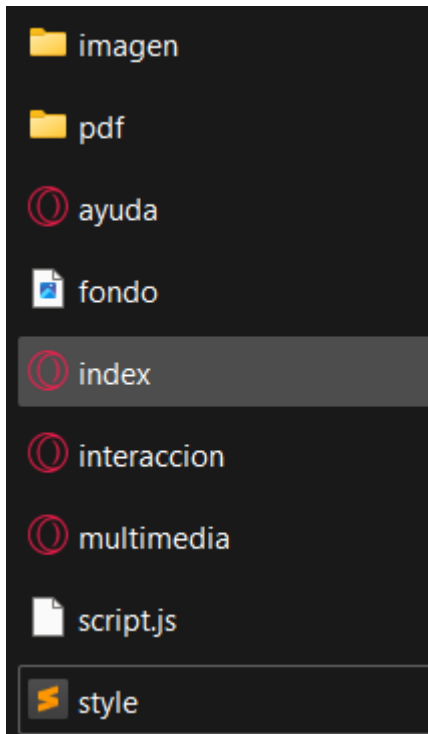 imagen
pdf
ayuda
fondo
index
interaccion
multimedia
script.js
style